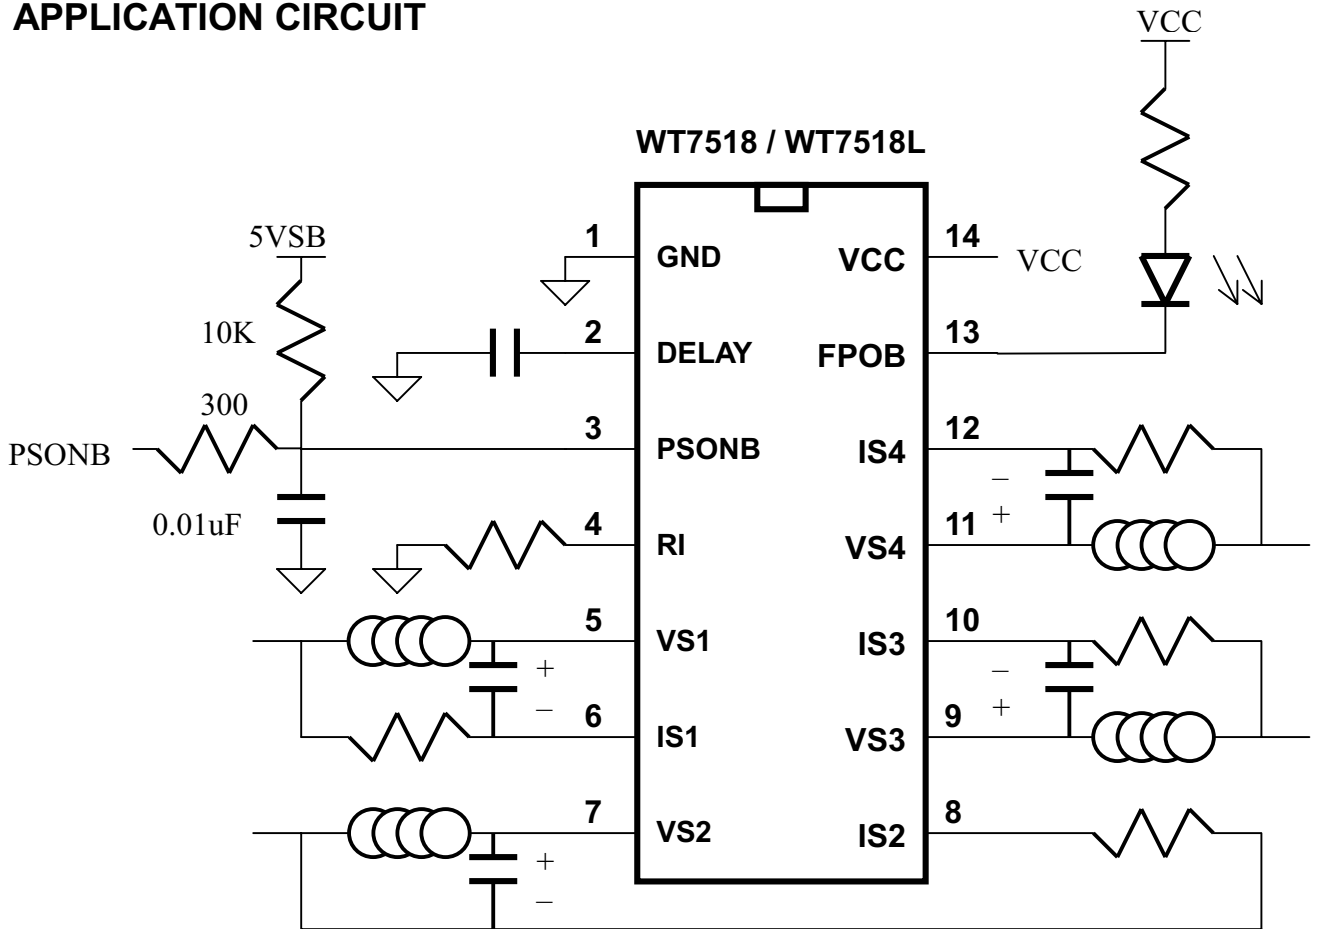 APPLICATION CIRCUIT
VCC
WT7518 / WT7518L
5VSB
10K
300
PSONB
0.01uF
1 GND VCC 14 VCC
2 DELAY FPOB 13
3 PSONB IS4 12
4 RI VS4 11
5 VS1 IS3 10
6 IS1 VS3 9
7 VS2 IS2 8
– +
– +
+ –
+ –